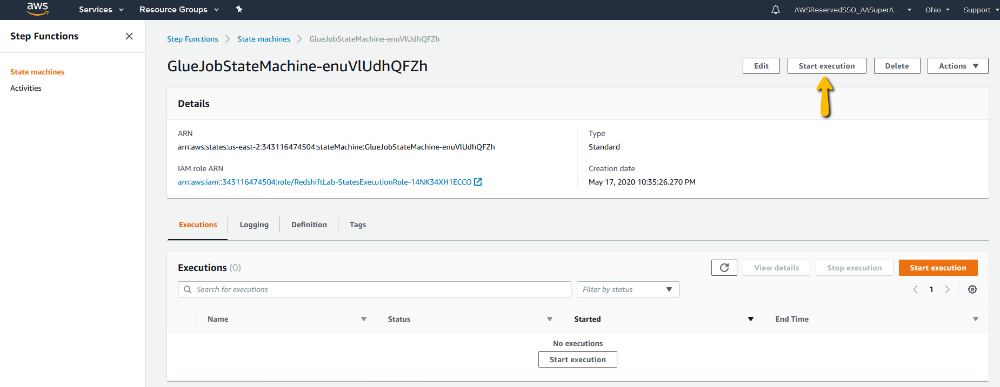 aws Services Resource Groups AWSReservedSSO_AASuperA... Ohio Support
Step Functions
State machines
Activities
Step Functions State machines GlueJobStateMachine-enuVlUdhQFZh
GlueJobStateMachine-enuVlUdhQFZh Edit Start execution Delete Actions
Details
ARN
arn:aws:states:us-east-2:343116474504:stateMachine:GlueJobStateMachine-enuVlUdhQFZh
IAM role ARN
arn:aws:iam::343116474504:role/RedshiftLab-StatesExecutionRole-14NK34XH1ECCO
Type
Standard
Creation date
May 17, 2020 10:35:26.270 PM
Executions Logging Definition Tags
Executions (0) View details Stop execution Start execution
Search for executions Filter by status 1
Name Status Started End Time
No executions
Start execution